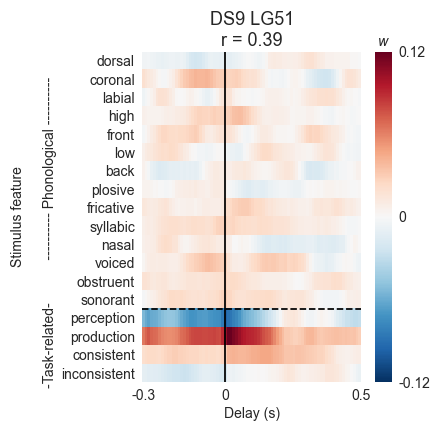 DS9 LG51
r = 0.39
w
dorsal
coronal
labial
high
front
low
back
plosive
fricative
syllabic
nasal
voiced
obstruent
sonorant
perception
production
consistent
inconsistent
Stimulus feature
-Task-related- ---------- Phonological ----------
0.12
0
-0.12
-0.3 0 0.5
Delay (s)